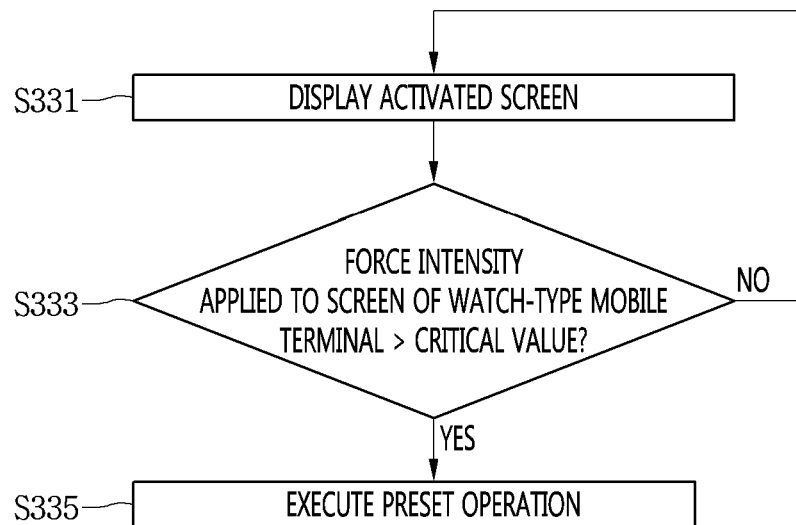 S331
DISPLAY ACTIVATED SCREEN
FORCE INTENSITY
S333
APPLIED TO SCREEN OF WATCH-TYPE MOBILE
TERMINAL > CRITICAL VALUE?
NO
YES
S335
EXECUTE PRESET OPERATION